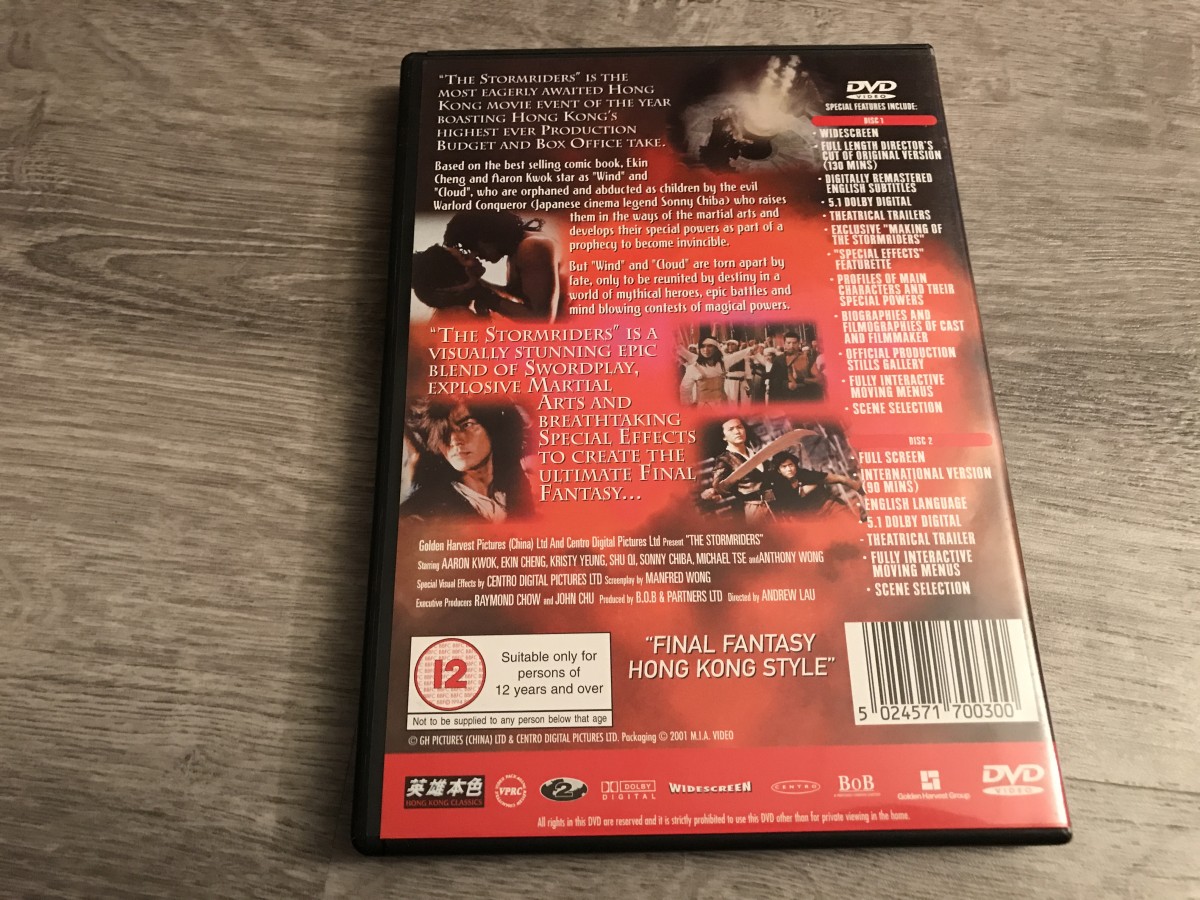 "THE STORMRIDERS" IS THE
MOST EAGERLY AWAITED HONG
KONG MOVIE EVENT OF THE YEAR
BOASTING HONG KONG'S
HIGHEST EVER PRODUCTION
BUDGET AND BOX OFFICE TAKE.
Based on the best selling comic book, Ekin
Cheng and Aaron Kwok star as "Wind" and
"Cloud", who are orphaned and abducted as children by the evil
Warlord Conqueror (Japanese cinema legend Sonny Chiba) who raises
them in the ways of the martial arts and
develops their special powers as part of a
prophecy to become invincible.
But "Wind" and "Cloud" are torn apart by
fate, only to be reunited by destiny in a
world of mythical heroes, epic battles and
mind blowing contests of magical powers.
"THE STORMRIDERS" IS A
VISUALLY STUNNING EPIC
BLEND OF SWORDPLAY,
EXPLOSIVE MARTIAL
ARTS AND
BREATHTAKING
SPECIAL EFFECTS
TO CREATE THE
ULTIMATE FINAL
FANTASY...
DVD
VIDEO
SPECIAL FEATURES INCLUDE:
DISC 1
• WIDESCREEN
• FULL LENGTH DIRECTOR'S
CUT OF ORIGINAL VERSION
(130 MINS)
• DIGITALLY REMASTERED
ENGLISH SUBTITLES
• 5.1 DOLBY DIGITAL
• THEATRICAL TRAILERS
• EXCLUSIVE "MAKING OF
THE STORMRIDERS"
• "SPECIAL EFFECTS"
FEATURETTE
• PROFILES OF MAIN
CHARACTERS AND THEIR
SPECIAL POWERS
• BIOGRAPHIES AND
FILMOGRAPHIES OF CAST
AND FILMMAKER
• OFFICIAL PRODUCTION
STILLS GALLERY
• FULLY INTERACTIVE
MOVING MENUS
• SCENE SELECTION
DISC 2
• FULL SCREEN
• INTERNATIONAL VERSION
(90 MINS)
• ENGLISH LANGUAGE
• 5.1 DOLBY DIGITAL
• THEATRICAL TRAILER
• FULLY INTERACTIVE
MOVING MENUS
• SCENE SELECTION
Golden Harvest Pictures (China) Ltd And Centro Digital Pictures Ltd Present "THE STORMRIDERS"
Starring AARON KWOK, EKIN CHENG, KRISTY YEUNG, SHU QI, SONNY CHIBA, MICHAEL TSE and ANTHONY WONG
Special Visual Effects by CENTRO DIGITAL PICTURES LTD Screenplay by MANFRED WONG
Executive Producers RAYMOND CHOW and JOHN CHU Produced by B.O.B & PARTNERS LTD Directed by ANDREW LAU
12
Suitable only for
persons of
12 years and over
Not to be supplied to any person below that age
"FINAL FANTASY
HONG KONG STYLE"
5 024571 700300
© GH PICTURES (CHINA) LTD & CENTRO DIGITAL PICTURES LTD. Packaging © 2001 M.I.A. VIDEO
英雄本色
HONG KONG CLASSICS
VPRC
2
DOLBY
DIGITAL
WIDESCREEN
CENTRO
BoB
Golden Harvest Group
DVD
VIDEO
All rights in this DVD are reserved and it is strictly prohibited to use this DVD other than for private viewing in the home.